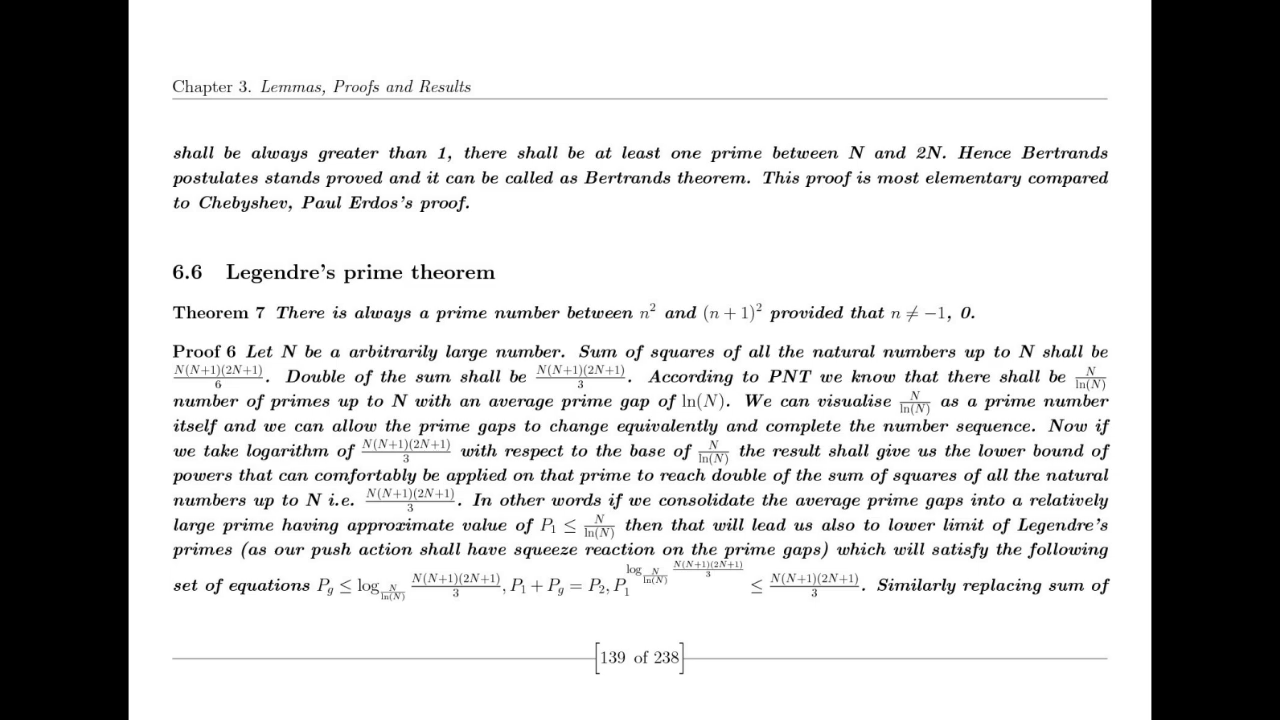 Chapter 3. Lemmas, Proofs and Results
shall be always greater than 1, there shall be at least one prime between N and 2N. Hence Bertrands
postulates stands proved and it can be called as Bertrands theorem. This proof is most elementary compared
to Chebyshev, Paul Erdos's proof.
6.6 Legendre's prime theorem
Theorem 7 There is always a prime number between n² and (n + 1)² provided that n ≠ −1, 0.
Proof 6 Let N be a arbitrarily large number. Sum of squares of all the natural numbers up to N shall be
N(N+1)(2N+1)/6. Double of the sum shall be N(N+1)(2N+1)/3. According to PNT we know that there shall be N/ln(N)
number of primes up to N with an average prime gap of ln(N). We can visualise N/ln(N) as a prime number
itself and we can allow the prime gaps to change equivalently and complete the number sequence. Now if
we take logarithm of N(N+1)(2N+1)/3 with respect to the base of N/ln(N) the result shall give us the lower bound of
powers that can comfortably be applied on that prime to reach double of the sum of squares of all the natural
numbers up to N i.e. N(N+1)(2N+1)/3. In other words if we consolidate the average prime gaps into a relatively
large prime having approximate value of P₁ ≤ N/ln(N) then that will lead us also to lower limit of Legendre's
primes (as our push action shall have squeeze reaction on the prime gaps) which will satisfy the following
set of equations P_g ≤ log_{N/ln(N)} N(N+1)(2N+1)/3, P₁ + P_g = P₂, P₁^{log_{N/ln(N)} N(N+1)(2N+1)/3} ≤ N(N+1)(2N+1)/3. Similarly replacing sum of
139 of 238